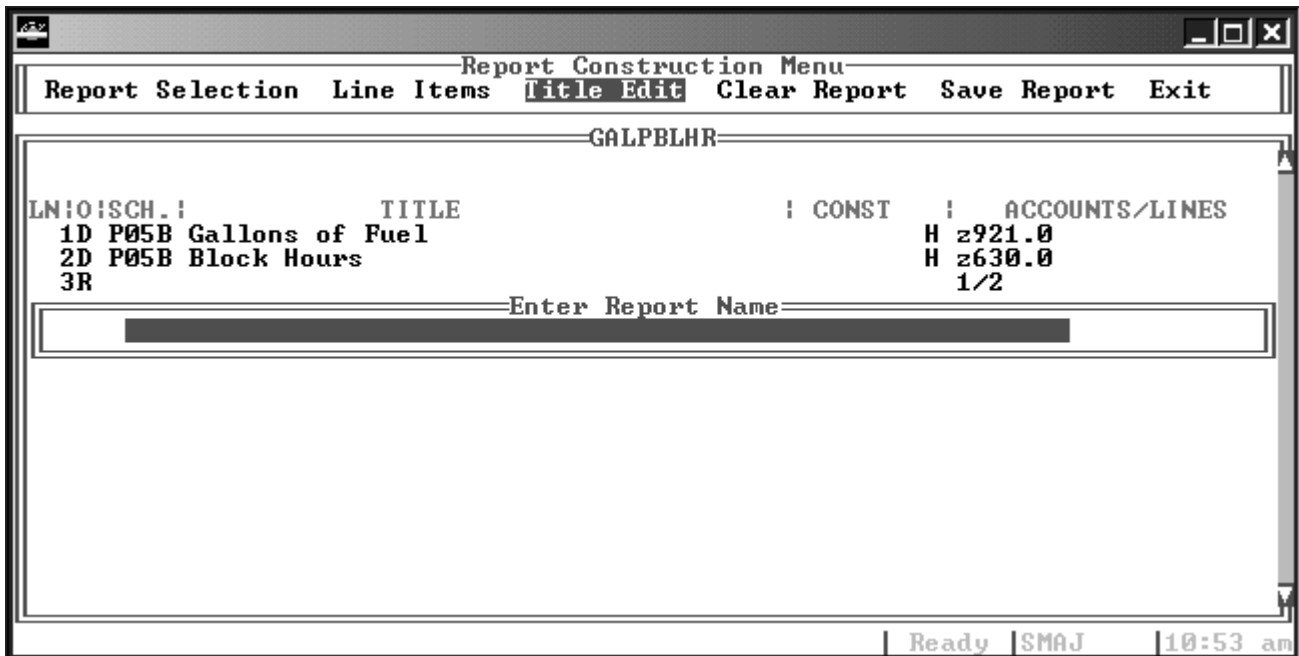 Report Construction Menu
Report Selection Line Items Title Edit Clear Report Save Report Exit
GALPBLHR
LN¦O¦SCH.¦ TITLE ¦ CONST ¦ ACCOUNTS/LINES
1D P05B Gallons of Fuel H z921.0
2D P05B Block Hours H z630.0
3R 1/2
Enter Report Name
Ready SMAJ 10:53 am